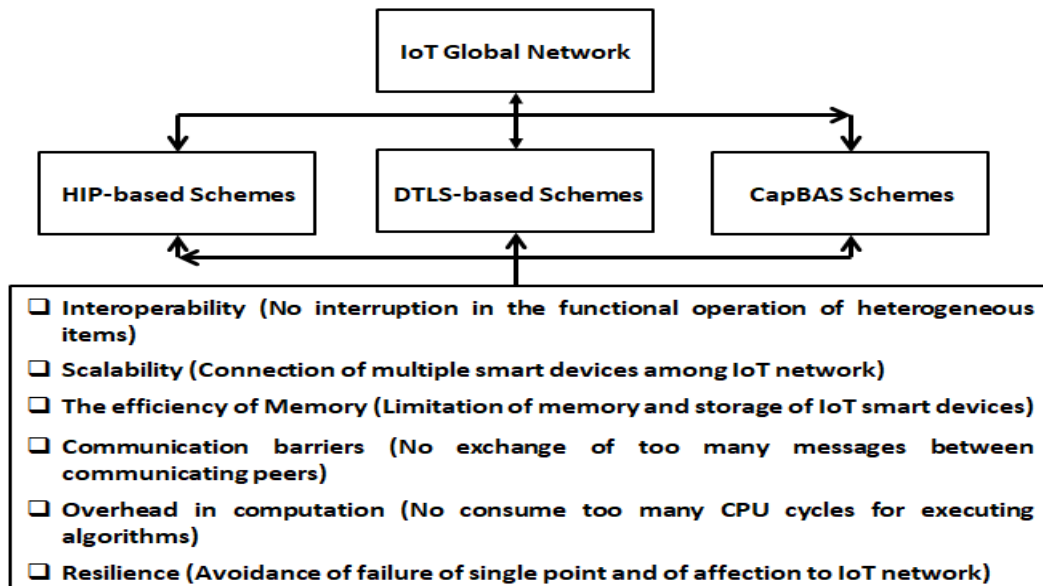 IoT Global Network
HIP-based Schemes
DTLS-based Schemes
CapBAS Schemes
❑ Interoperability (No interruption in the functional operation of heterogeneous
items)
❑ Scalability (Connection of multiple smart devices among IoT network)
❑ The efficiency of Memory (Limitation of memory and storage of IoT smart devices)
❑ Communication barriers (No exchange of too many messages between
communicating peers)
❑ Overhead in computation (No consume too many CPU cycles for executing
algorithms)
❑ Resilience (Avoidance of failure of single point and of affection to IoT network)